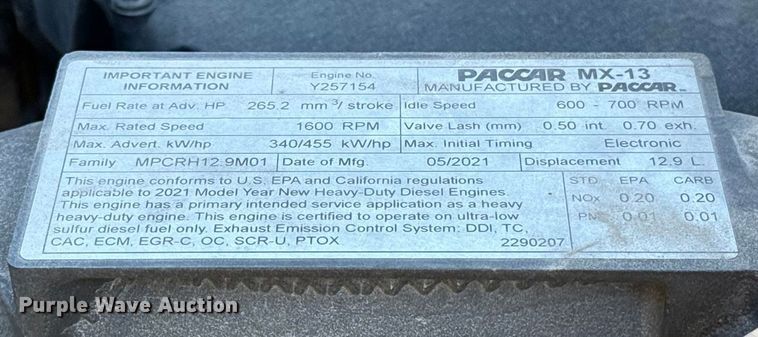 IMPORTANT ENGINE INFORMATION
Engine No. Y257154
PACCAR MX-13
MANUFACTURED BY PACCAR INC
Fuel Rate at Adv. HP 265.2 mm³/stroke Idle Speed 600 - 700 RPM
Max. Rated Speed 1600 RPM Valve Lash (mm) 0.50 int. 0.70 exh.
Max. Advert. kW/hp 340/455 kW/hp Max. Initial Timing Electronic
Family MPCRH12.9M01 Date of Mfg. 05/2021 Displacement 12.9 L.
This engine conforms to U.S. EPA and California regulations
applicable to 2021 Model Year New Heavy-Duty Diesel Engines.
This engine has a primary intended service application as a heavy
heavy-duty engine. This engine is certified to operate on ultra-low
sulfur diesel fuel only. Exhaust Emission Control System: DDI, TC,
CAC, ECM, EGR-C, OC, SCR-U, PTOX 2290207
STD EPA CARB
NOx 0.20 0.20
PM 0.01 0.01
Purple Wave Auction